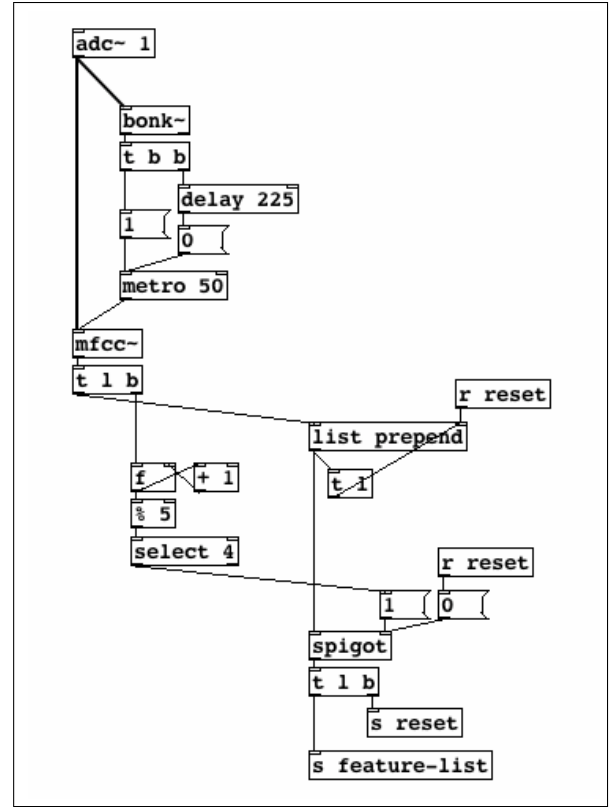 adc~ 1
bonk~
t b b
delay 225
1
0
metro 50
mfcc~
t l b
r reset
list prepend
t l
f
+ 1
% 5
select 4
r reset
1
0
spigot
t l b
s reset
s feature-list